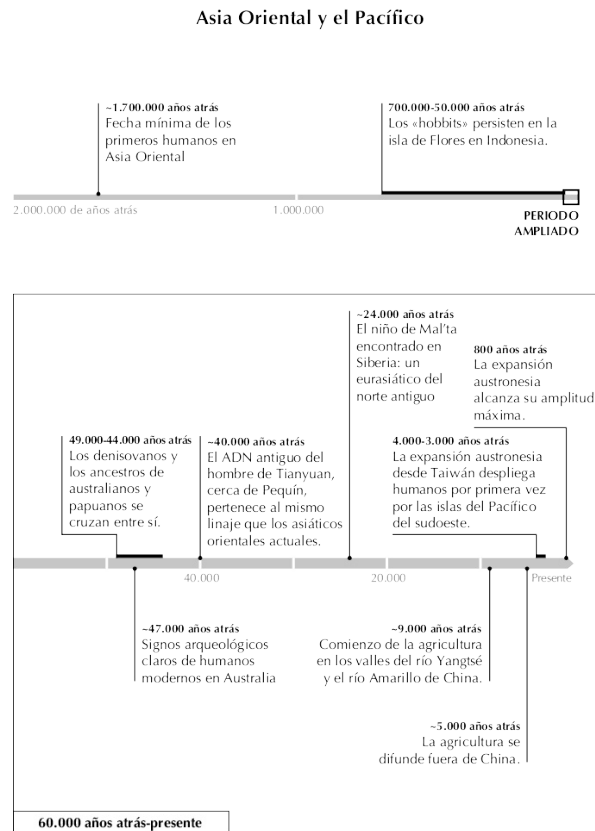 Asia Oriental y el Pacífico
~1.700.000 años atrás
Fecha mínima de los
primeros humanos en
Asia Oriental
700.000-50.000 años atrás
Los «hobbits» persisten en la
isla de Flores en Indonesia.
2.000.000 de años atrás
1.000.000
PERIODO
AMPLIADO
~24.000 años atrás
El niño de Mal’ta
encontrado en
Siberia: un
eurasiático del
norte antiguo
800 años atrás
La expansión
austronesia
alcanza su amplitud
máxima.
49.000-44.000 años atrás
Los denisovanos y
los ancestros de
australianos y
papuanos se
cruzan entre sí.
~40.000 años atrás
El ADN antiguo del
hombre de Tianyuan,
cerca de Pequín,
pertenece al mismo
linaje que los asiáticos
orientales actuales.
4.000-3.000 años atrás
La expansión austronesia
desde Taiwán despliega
humanos por primera vez
por las islas del Pacífico
del sudoeste.
40.000
20.000
Presente
~47.000 años atrás
Signos arqueológicos
claros de humanos
modernos en Australia
~9.000 años atrás
Comienzo de la agricultura
en los valles del río Yangtsé
y el río Amarillo de China.
~5.000 años atrás
La agricultura se
difunde fuera de China.
60.000 años atrás-presente